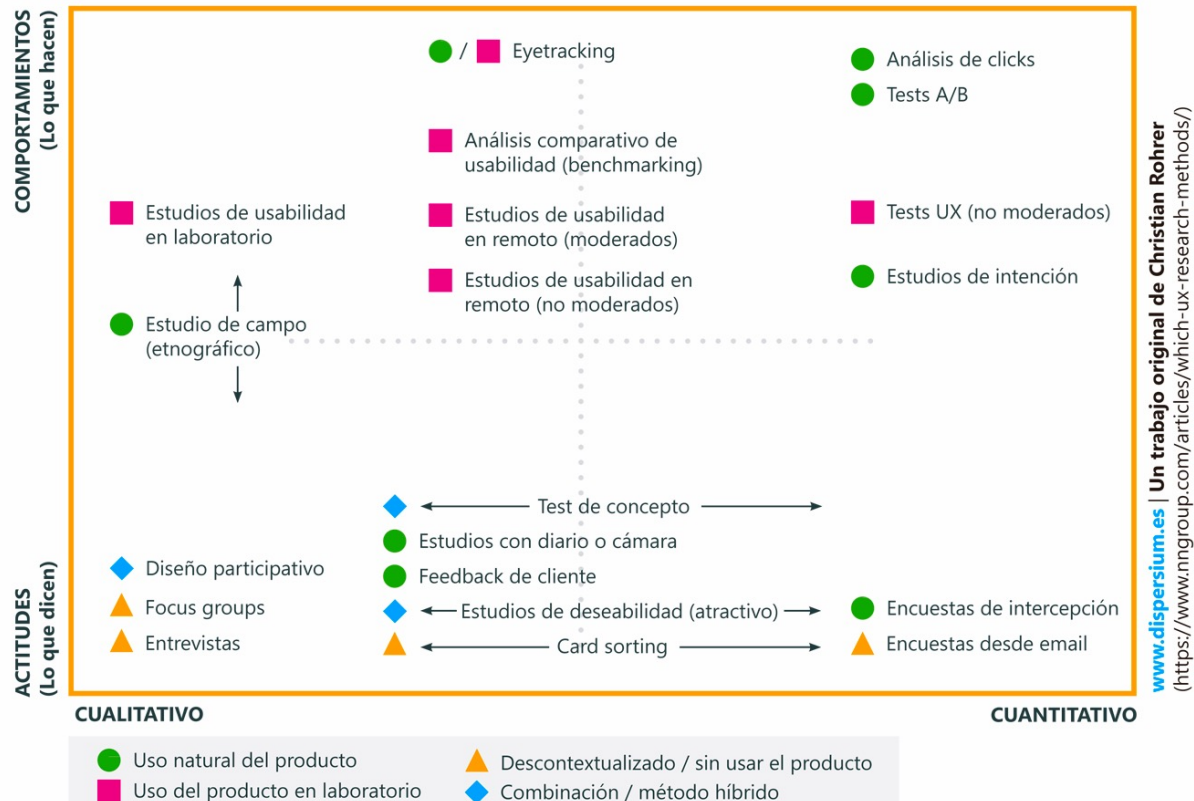 COMPORTAMIENTOS
(Lo que hacen)
/ Eyetracking
Análisis de clicks
Tests A/B
Análisis comparativo de
usabilidad (benchmarking)
Estudios de usabilidad
en laboratorio
Estudios de usabilidad
en remoto (moderados)
Tests UX (no moderados)
Estudios de usabilidad en
remoto (no moderados)
Estudios de intención
Estudio de campo
(etnográfico)
Test de concepto
Estudios con diario o cámara
Diseño participativo
Feedback de cliente
Focus groups
Estudios de deseabilidad (atractivo)
Encuestas de intercepción
Entrevistas
Card sorting
Encuestas desde email
ACTITUDES
(Lo que dicen)
CUALITATIVO
CUANTITATIVO
Uso natural del producto
Descontextualizado / sin usar el producto
Uso del producto en laboratorio
Combinación / método híbrido
www.dispersium.es | Un trabajo original de Christian Rohrer
(https://www.nngroup.com/articles/which-ux-research-methods/)